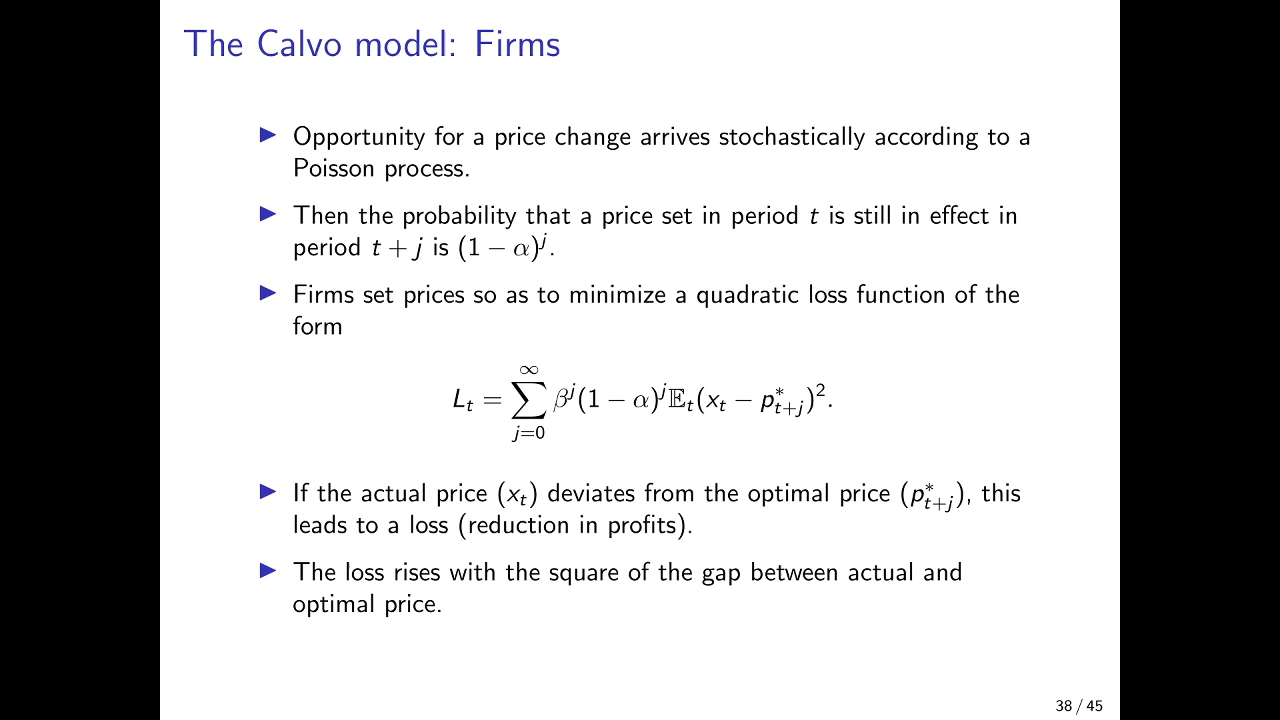 The Calvo model: Firms
▶ Opportunity for a price change arrives stochastically according to a
Poisson process.
▶ Then the probability that a price set in period t is still in effect in
period t + j is (1 − α)^j.
▶ Firms set prices so as to minimize a quadratic loss function of the
form
L_t = ∑_{j=0}^{∞} β^j(1 − α)^j 𝔼_t(x_t − p*_{t+j})^2.
▶ If the actual price (x_t) deviates from the optimal price (p*_{t+j}), this
leads to a loss (reduction in profits).
▶ The loss rises with the square of the gap between actual and
optimal price.
38 / 45